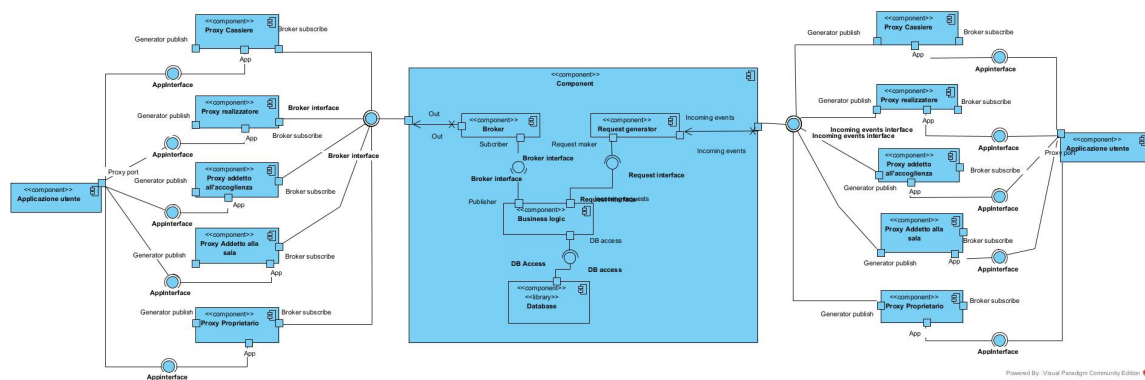 <<component>>
Proxy Cassiere
Generator publish
Broker subscribe
App
AppInterface
<<component>>
Proxy realizzatore
Broker interface
Generator publish
Broker subscribe
App
AppInterface
Broker interface
Proxy port
<<component>>
Proxy addetto
all'accoglienza
Generator publish
Broker subscribe
App
AppInterface
<<component>>
Applicazione utente
<<component>>
Proxy Addetto alla
sala
Generator publish
Broker subscribe
App
AppInterface
<<component>>
Proxy Proprietario
Generator publish
Broker subscribe
App
AppInterface
<<component>>
Component
Out
Out
<<component>>
Broker
Subcriber
<<component>>
Request generator
Request maker
Incoming events
Incoming events
Broker interface
Broker interface
Request interface
Publisher
Request interface
<<component>>
Business logic
DB access
DB Access
DB access
<<component>>
<<library>>
Database
<<component>>
Proxy Cassiere
Generator publish
Broker subscribe
App
AppInterface
<<component>>
Proxy realizzatore
Generator publish
Broker subscribe
App
Incoming events interface
Incoming events interface
AppInterface
Proxy port
<<component>>
Applicazione utente
<<component>>
Proxy addetto
all'accoglienza
Generator publish
Broker subscribe
App
AppInterface
<<component>>
Proxy Addetto alla
sala
Broker subscribe
Generator publish
App
AppInterface
<<component>>
Proxy Proprietario
Generator publish
Broker subscribe
App
AppInterface
Powered By: Visual Paradigm Community Edition